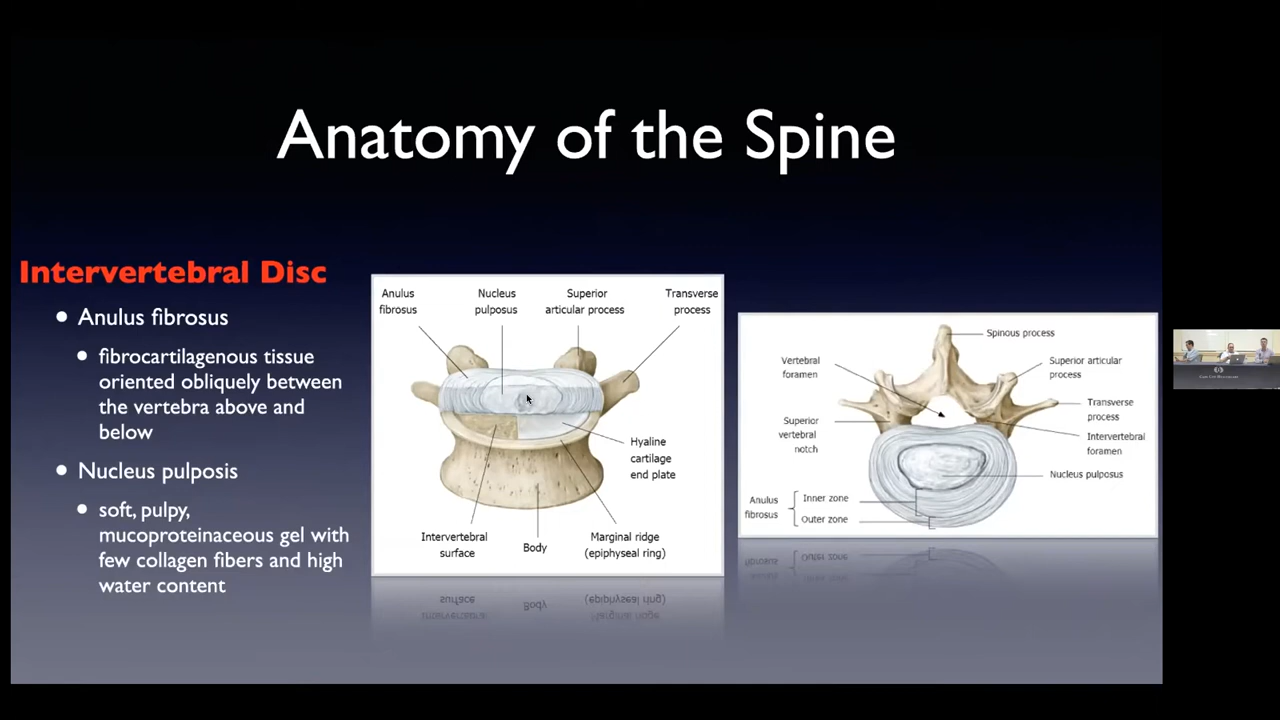 Anatomy of the Spine
Intervertebral Disc
• Anulus fibrosus
• fibrocartilagenous tissue
oriented obliquely between
the vertebra above and
below
• Nucleus pulposis
• soft, pulpy,
mucoproteinaceous gel with
few collagen fibers and high
water content
Anulus
fibrosus
Nucleus
pulposus
Superior
articular process
Transverse
process
Hyaline
cartilage
end plate
Intervertebral
surface
Body
Marginal ridge
(epiphyseal ring)
Spinous process
Vertebral
foramen
Superior articular
process
Transverse
process
Superior
vertebral
notch
Intervertebral
foramen
Nucleus pulposus
Anulus
fibrosus
Inner zone
Outer zone